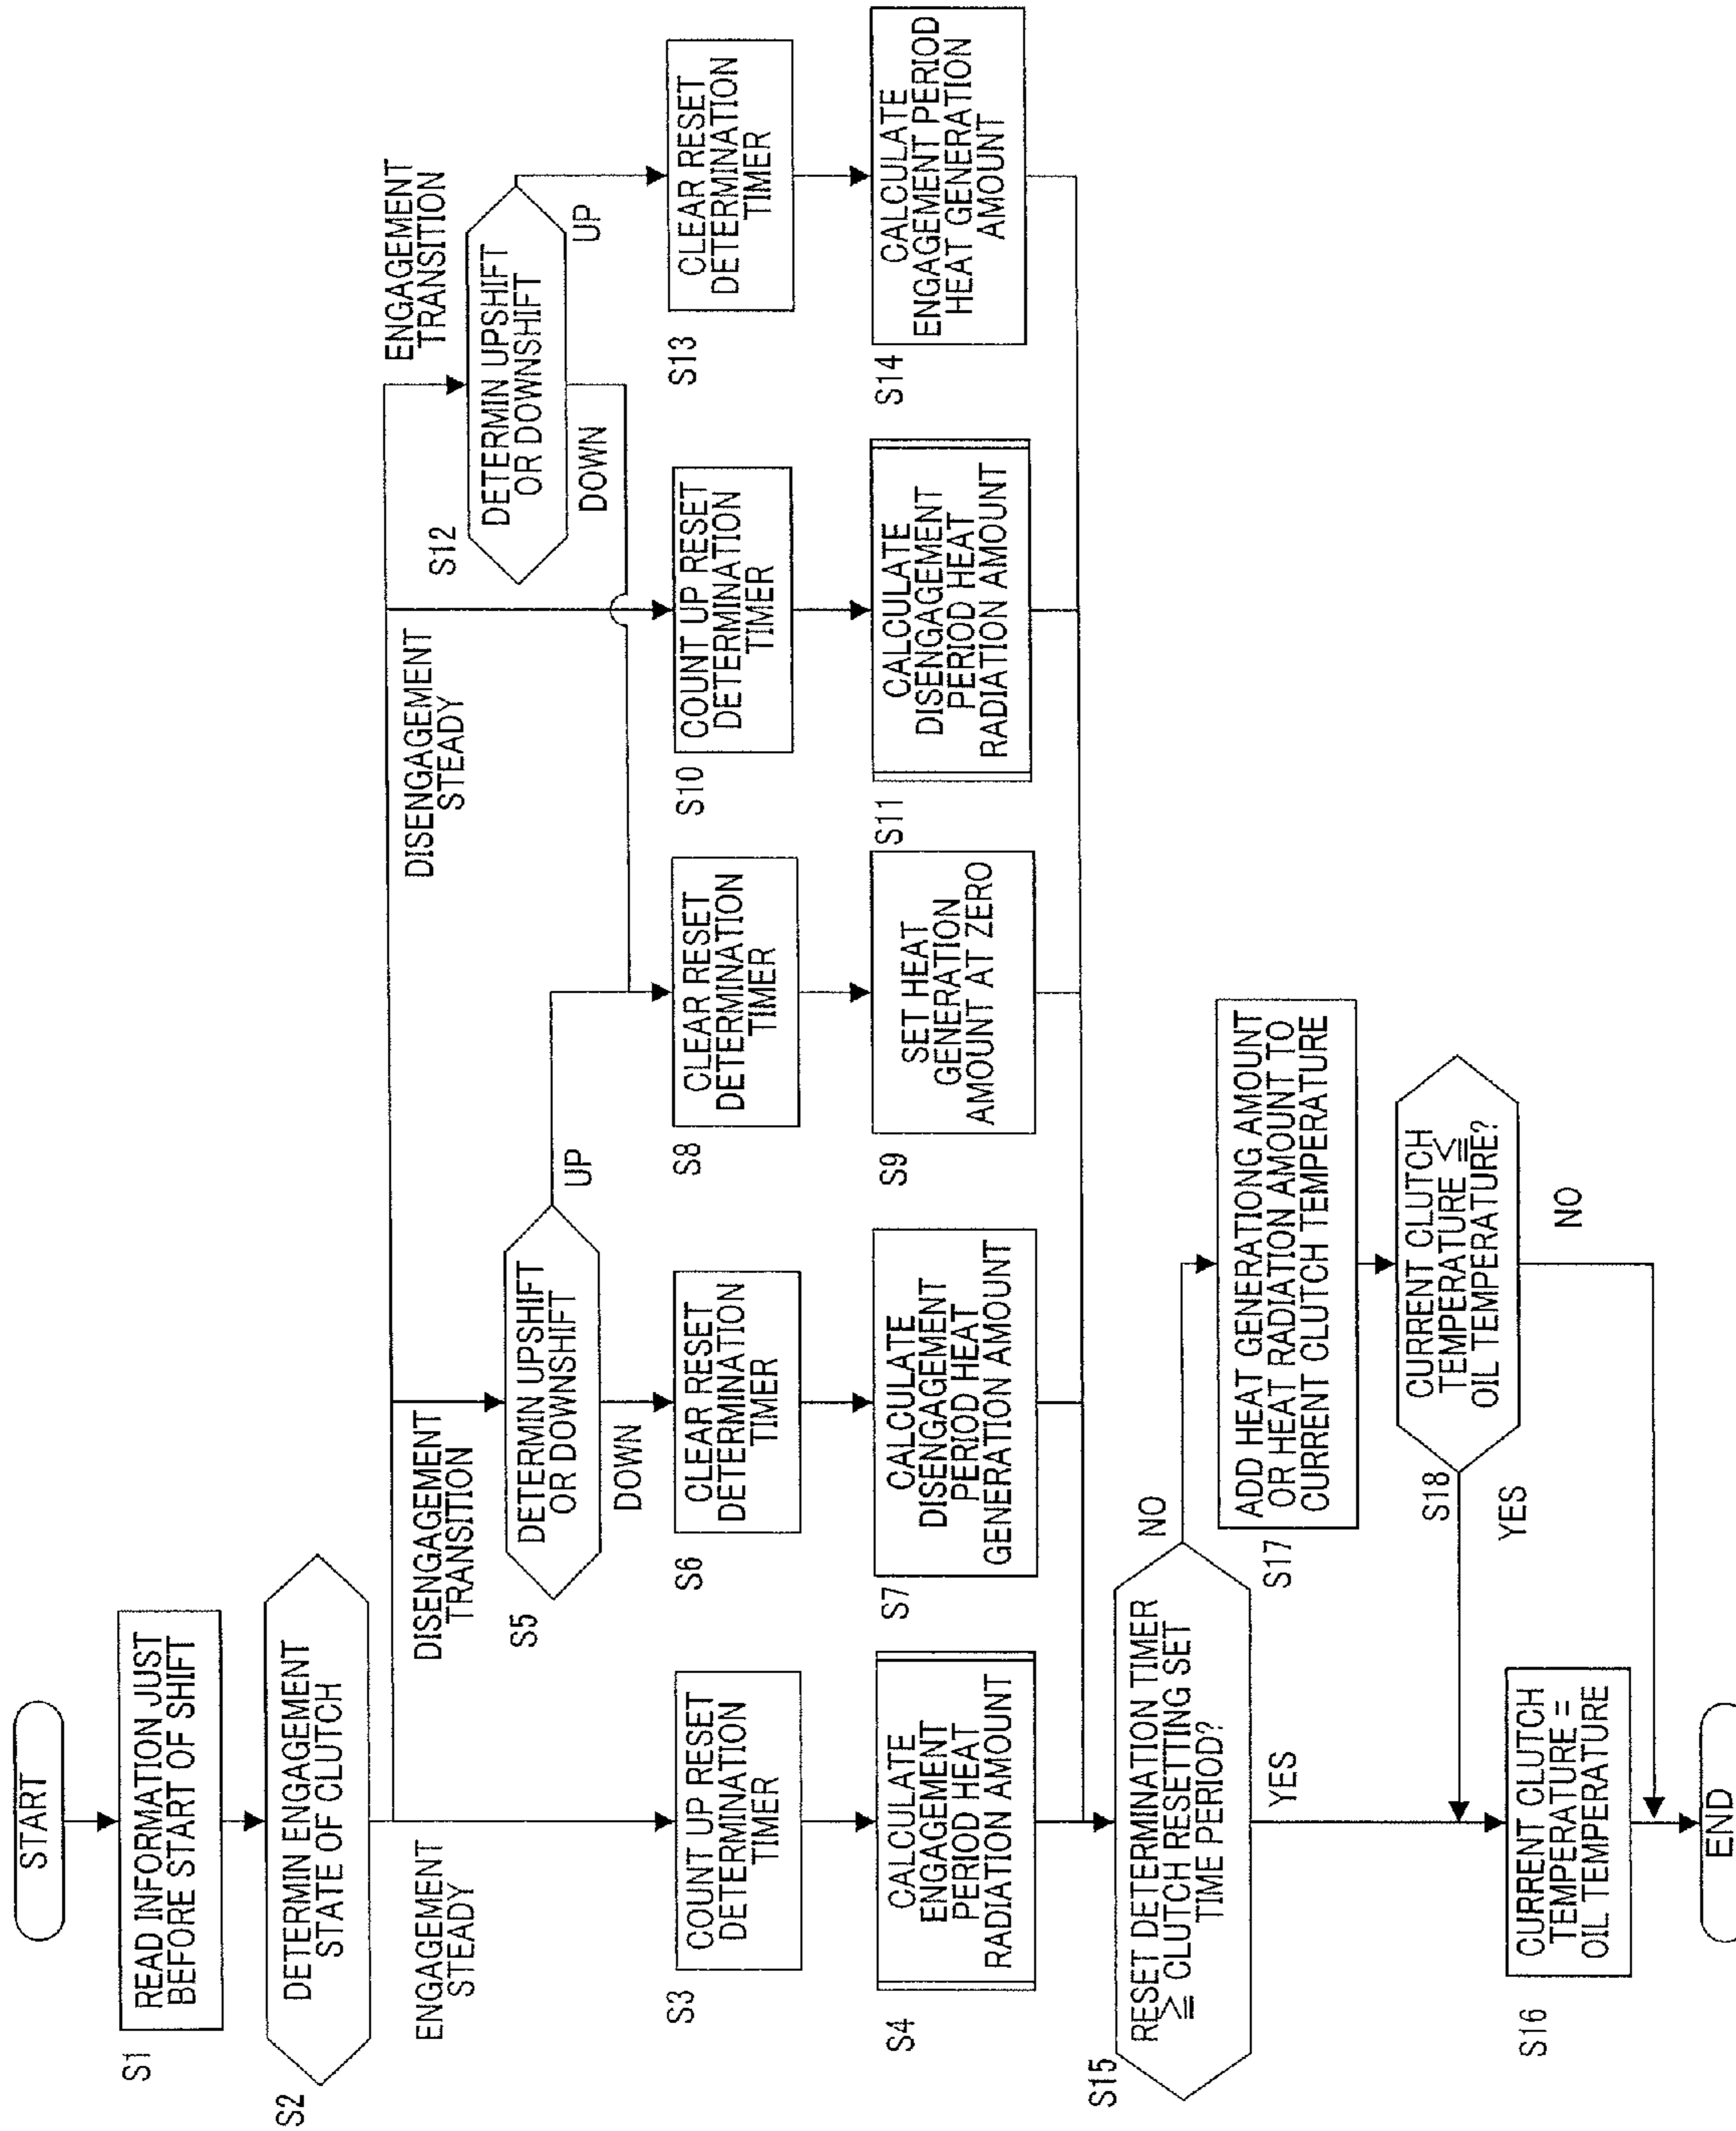 START
S1
READ INFORMATION JUST
BEFORE START OF SHIFT
S2
DETERMIN ENGAGEMENT
STATE OF CLUTCH
ENGAGEMENT
STEADY
DISENGAGEMENT
TRANSITION
DISENGAGEMENT
STEADY
ENGAGEMENT
TRANSITION
S5
DETERMIN UPSHIFT
OR DOWNSHIFT
UP
DOWN
S12
DETERMIN UPSHIFT
OR DOWNSHIFT
UP
DOWN
S3
COUNT UP RESET
DETERMINATION
TIMER
S6
CLEAR RESET
DETERMINATION
TIMER
S8
CLEAR RESET
DETERMINATION
TIMER
S10
COUNT UP RESET
DETERMINATION
TIMER
S13
CLEAR RESET
DETERMINATION
TIMER
S4
CALCULATE
ENGAGEMENT
PERIOD HEAT
RADIATION AMOUNT
S7
CALCULATE
DISENGAGEMENT
PERIOD HEAT
GENERATION AMOUNT
S9
SET HEAT
GENERATION
AMOUNT AT ZERO
S11
CALCULATE
DISENGAGEMENT
PERIOD HEAT
RADIATION AMOUNT
S14
CALCULATE
ENGAGEMENT PERIOD
HEAT GENERATION
AMOUNT
S15
RESET DETERMINATION TIMER
≧ CLUTCH RESETTING SET
TIME PERIOD?
NO
YES
S17
ADD HEAT GENERATIONG AMOUNT
OR HEAT RADIATION AMOUNT TO
CURRENT CLUTCH TEMPERATURE
S18
CURRENT CLUTCH
TEMPERATURE ≦
OIL TEMPERATURE?
YES
NO
S16
CURRENT CLUTCH
TEMPERATURE =
OIL TEMPERATURE
END